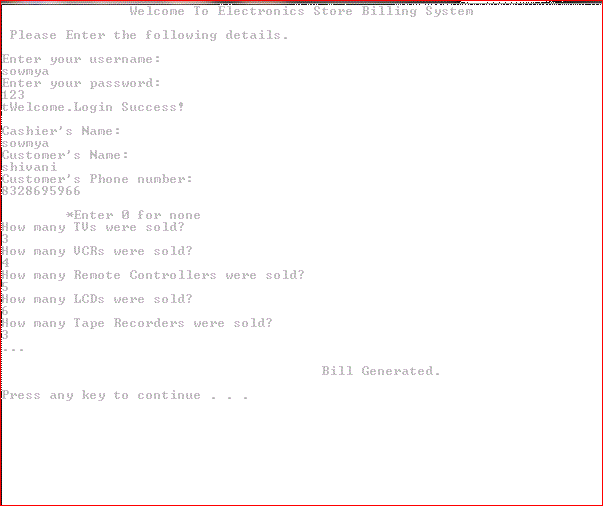 Welcome To Electronics Store Billing System
Please Enter the following details.
Enter your username:
sowmya
Enter your password:
123
tWelcome.Login Success!
Cashier's Name:
sowmya
Customer's Name:
shivani
Customer's Phone number:
8328695966
*Enter 0 for none
How many TVs were sold?
3
How many VCRs were sold?
4
How many Remote Controllers were sold?
5
How many LCDs were sold?
6
How many Tape Recorders were sold?
3
...
Bill Generated.
Press any key to continue . . .